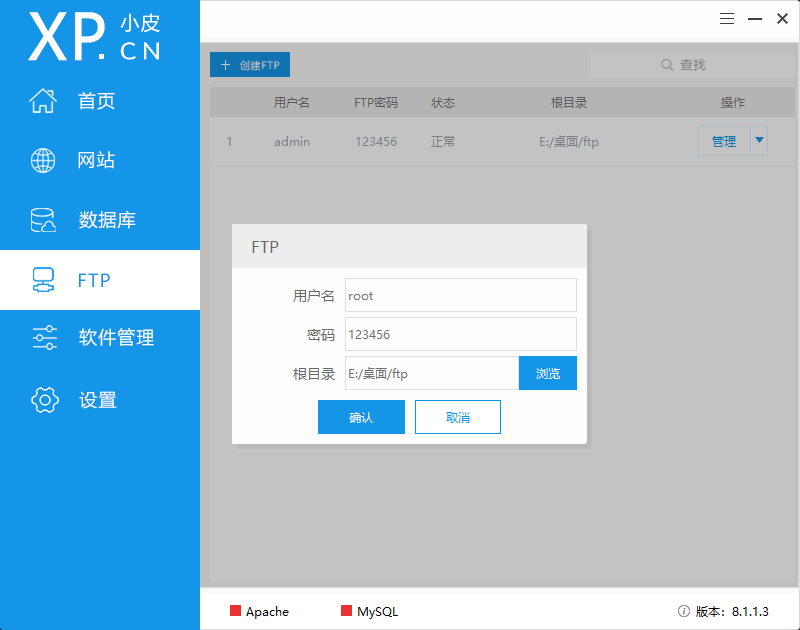 XP.CN 小皮
首页
网站
数据库
FTP
软件管理
设置
+ 创建FTP
查找
用户名 FTP密码 状态 根目录 操作
1 admin 123456 正常 E:/桌面/ftp 管理
FTP
用户名 root
密码 123456
根目录 E:/桌面/ftp 浏览
确认 取消
Apache MySQL 版本：8.1.1.3